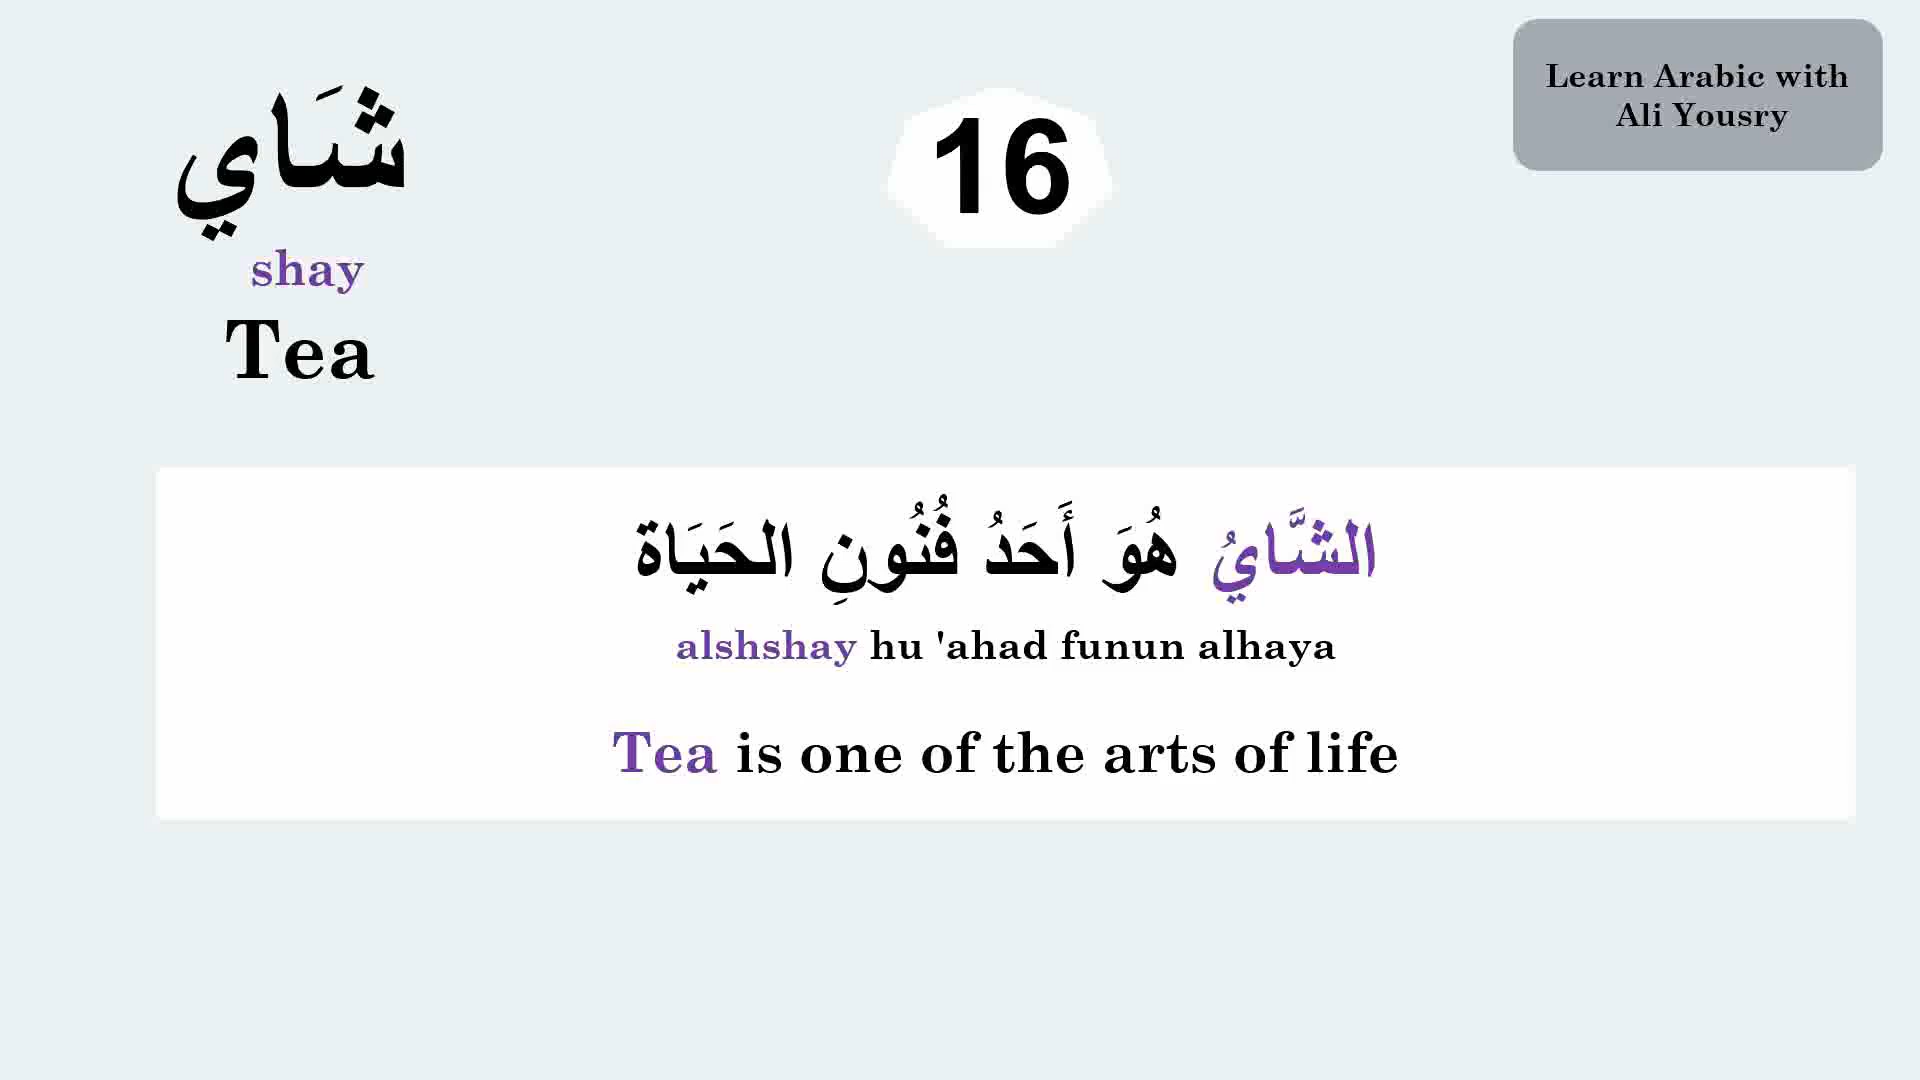 شَاي
shay
Tea
16
Learn Arabic with
Ali Yousry
الشَّايُ هُوَ أَحَدُ فُنُونِ الحَيَاة
alshshay hu 'ahad funun alhaya
Tea is one of the arts of life